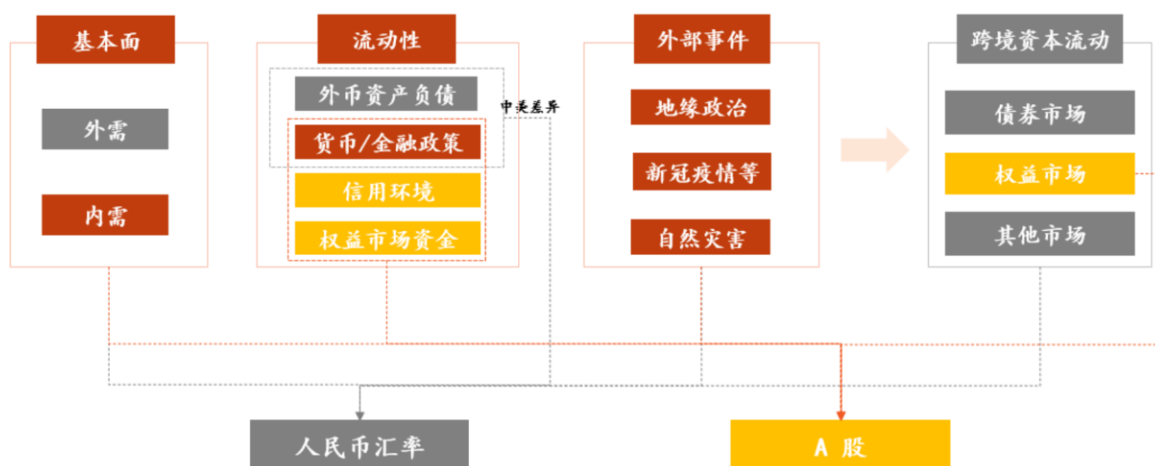 基本面
外需
内需
流动性
外币资产负债
货币/金融政策
信用环境
权益市场资金
中美差异
外部事件
地缘政治
新冠疫情等
自然灾害
跨境资本流动
债券市场
权益市场
其他市场
人民币汇率
A 股